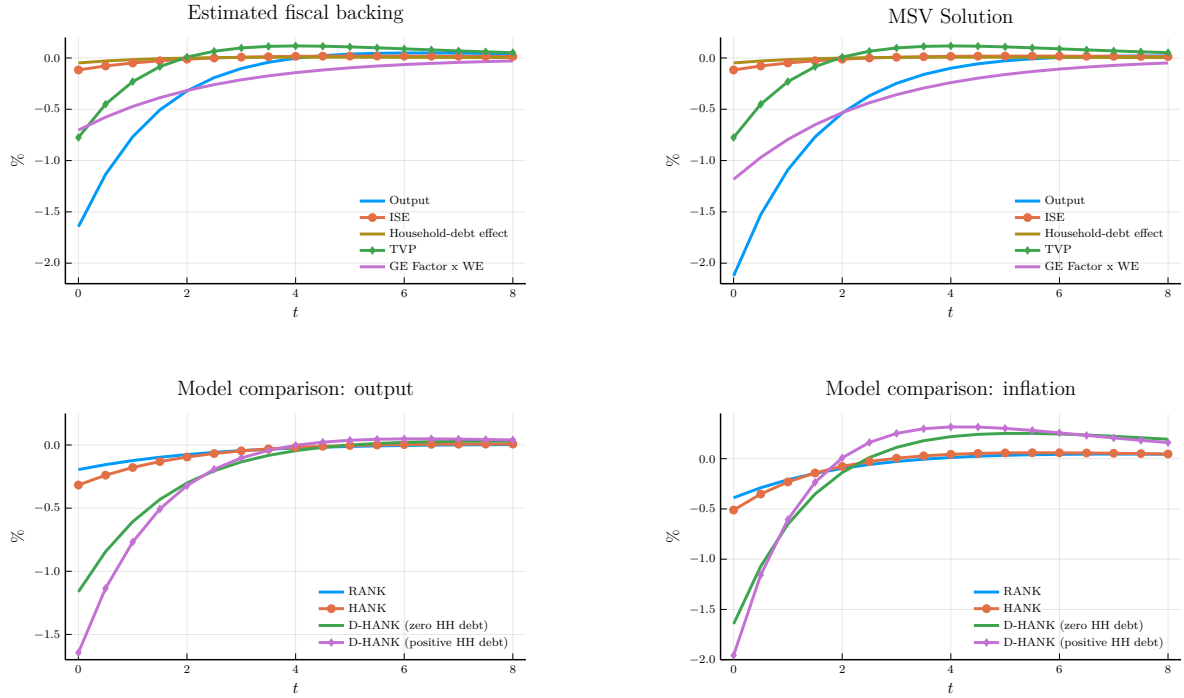 Estimated fiscal backing
0.0
−0.5
−1.0
−1.5
−2.0
%
0
2
4
6
8
t
Output
ISE
Household-debt effect
TVP
GE Factor x WE
MSV Solution
0.0
−0.5
−1.0
−1.5
−2.0
%
0
2
4
6
8
t
Output
ISE
Household-debt effect
TVP
GE Factor x WE
Model comparison: output
0.0
−0.5
−1.0
−1.5
%
0
2
4
6
8
t
RANK
HANK
D-HANK (zero HH debt)
D-HANK (positive HH debt)
Model comparison: inflation
0.0
−0.5
−1.0
−1.5
−2.0
%
0
2
4
6
8
t
RANK
HANK
D-HANK (zero HH debt)
D-HANK (positive HH debt)